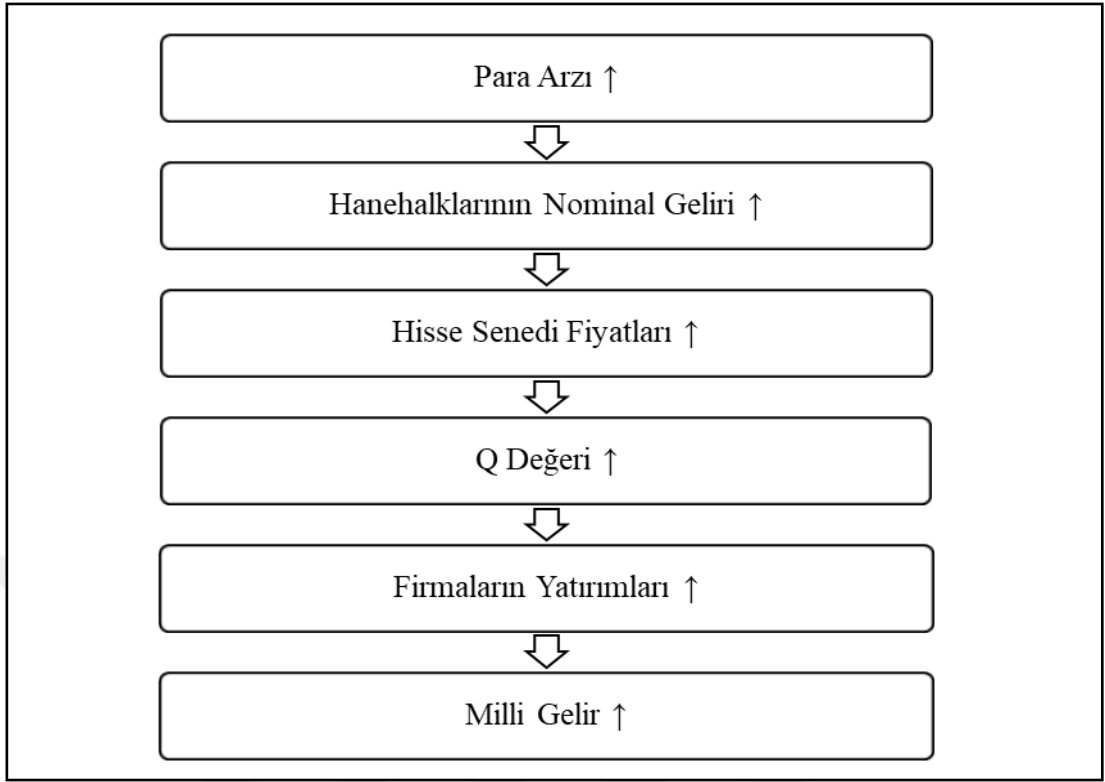 Para Arzı ↑
Hanehalklarının Nominal Geliri ↑
Hisse Senedi Fiyatları ↑
Q Değeri ↑
Firmaların Yatırımları ↑
Milli Gelir ↑